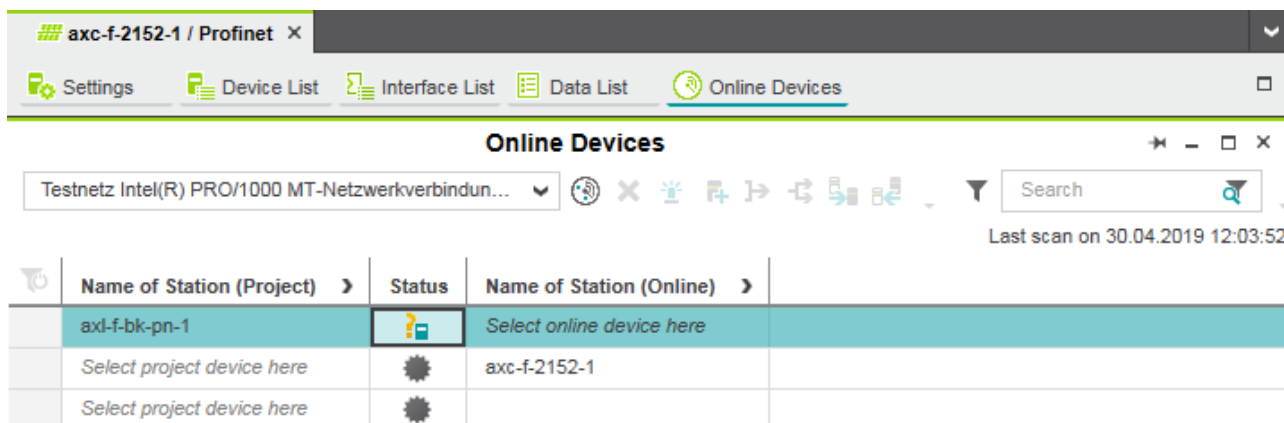 axc-f-2152-1 / Profinet
Settings Device List Interface List Data List Online Devices
Online Devices
Testnetz Intel(R) PRO/1000 MT-Netzwerkverbindun... Search
Last scan on 30.04.2019 12:03:52
Name of Station (Project) Status Name of Station (Online)
axl-f-bk-pn-1 Select online device here
Select project device here axc-f-2152-1
Select project device here